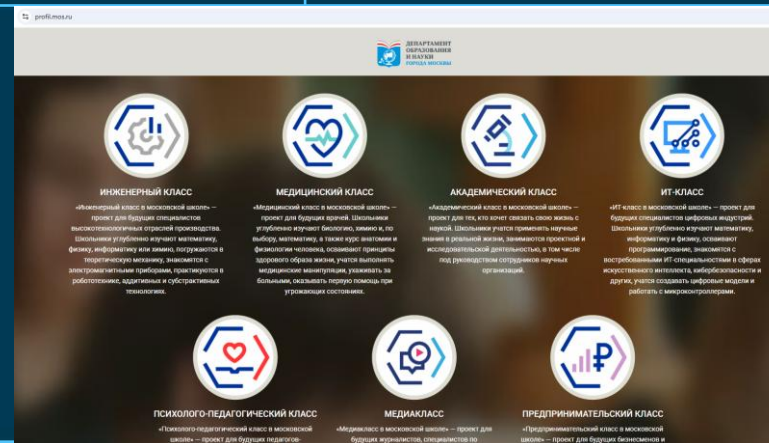 profil.mos.ru
ДЕПАРТАМЕНТ
ОБРАЗОВАНИЯ
И НАУКИ
ГОРОДА МОСКВЫ
ИНЖЕНЕРНЫЙ КЛАСС
«Инженерный класс в московской школе» —
проект для будущих специалистов
высокотехнологичных отраслей производства.
Школьники углубленно изучают математику,
физику, информатику или химию, погружаются в
теоретическую механику, знакомятся с
электромагнитными приборами, практикуются в
робототехнике, аддитивных и субстрактивных
технологиях.
МЕДИЦИНСКИЙ КЛАСС
«Медицинский класс в московской школе» —
проект для будущих врачей. Школьники
углубленно изучают биологию, химию и, по
выбору, математику, а также курс анатомии и
физиологии человека, осваивают принципы
здорового образа жизни, учатся выполнять
медицинские манипуляции, ухаживать за
больными, оказывать первую помощь при
угрожающих состояниях.
АКАДЕМИЧЕСКИЙ КЛАСС
«Академический класс в московской школе» —
проект для тех, кто хочет связать свою жизнь с
наукой. Школьники учатся применять научные
знания в реальной жизни, занимаются проектной и
исследовательской деятельностью, в том числе
под руководством сотрудников научных
организаций.
ИТ-КЛАСС
«ИТ-класс в московской школе» — проект для
будущих специалистов цифровых индустрий.
Школьники углубленно изучают математику,
информатику и физику, осваивают
программирование, знакомятся с
востребованными ИТ-специальностями в сферах
искусственного интеллекта, кибербезопасности и
других, учатся создавать цифровые модели и
работать с микроконтроллерами.
ПСИХОЛОГО-ПЕДАГОГИЧЕСКИЙ КЛАСС
«Психолого-педагогический класс в московской
школе» — проект для будущих педагогов-
МЕДИАКЛАСС
«Медиакласс в московской школе» — проект для
будущих журналистов, специалистов по
ПРЕДПРИНИМАТЕЛЬСКИЙ КЛАСС
«Предпринимательский класс в московской
школе» — проект для будущих бизнесменов и